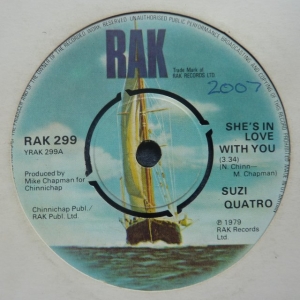 RAK
Trade Mark of
RAK RECORDS LTD
2007
RAK 299
YRAK 299A
SHE'S IN
LOVE
WITH YOU
(3.34)
(N. Chinn—
M. Chapman)
Produced by
Mike Chapman for
Chinnichap
SUZI
QUATRO
Chinnichap Publ./
RAK Publ. Ltd.
℗ 1979
RAK Records
Ltd